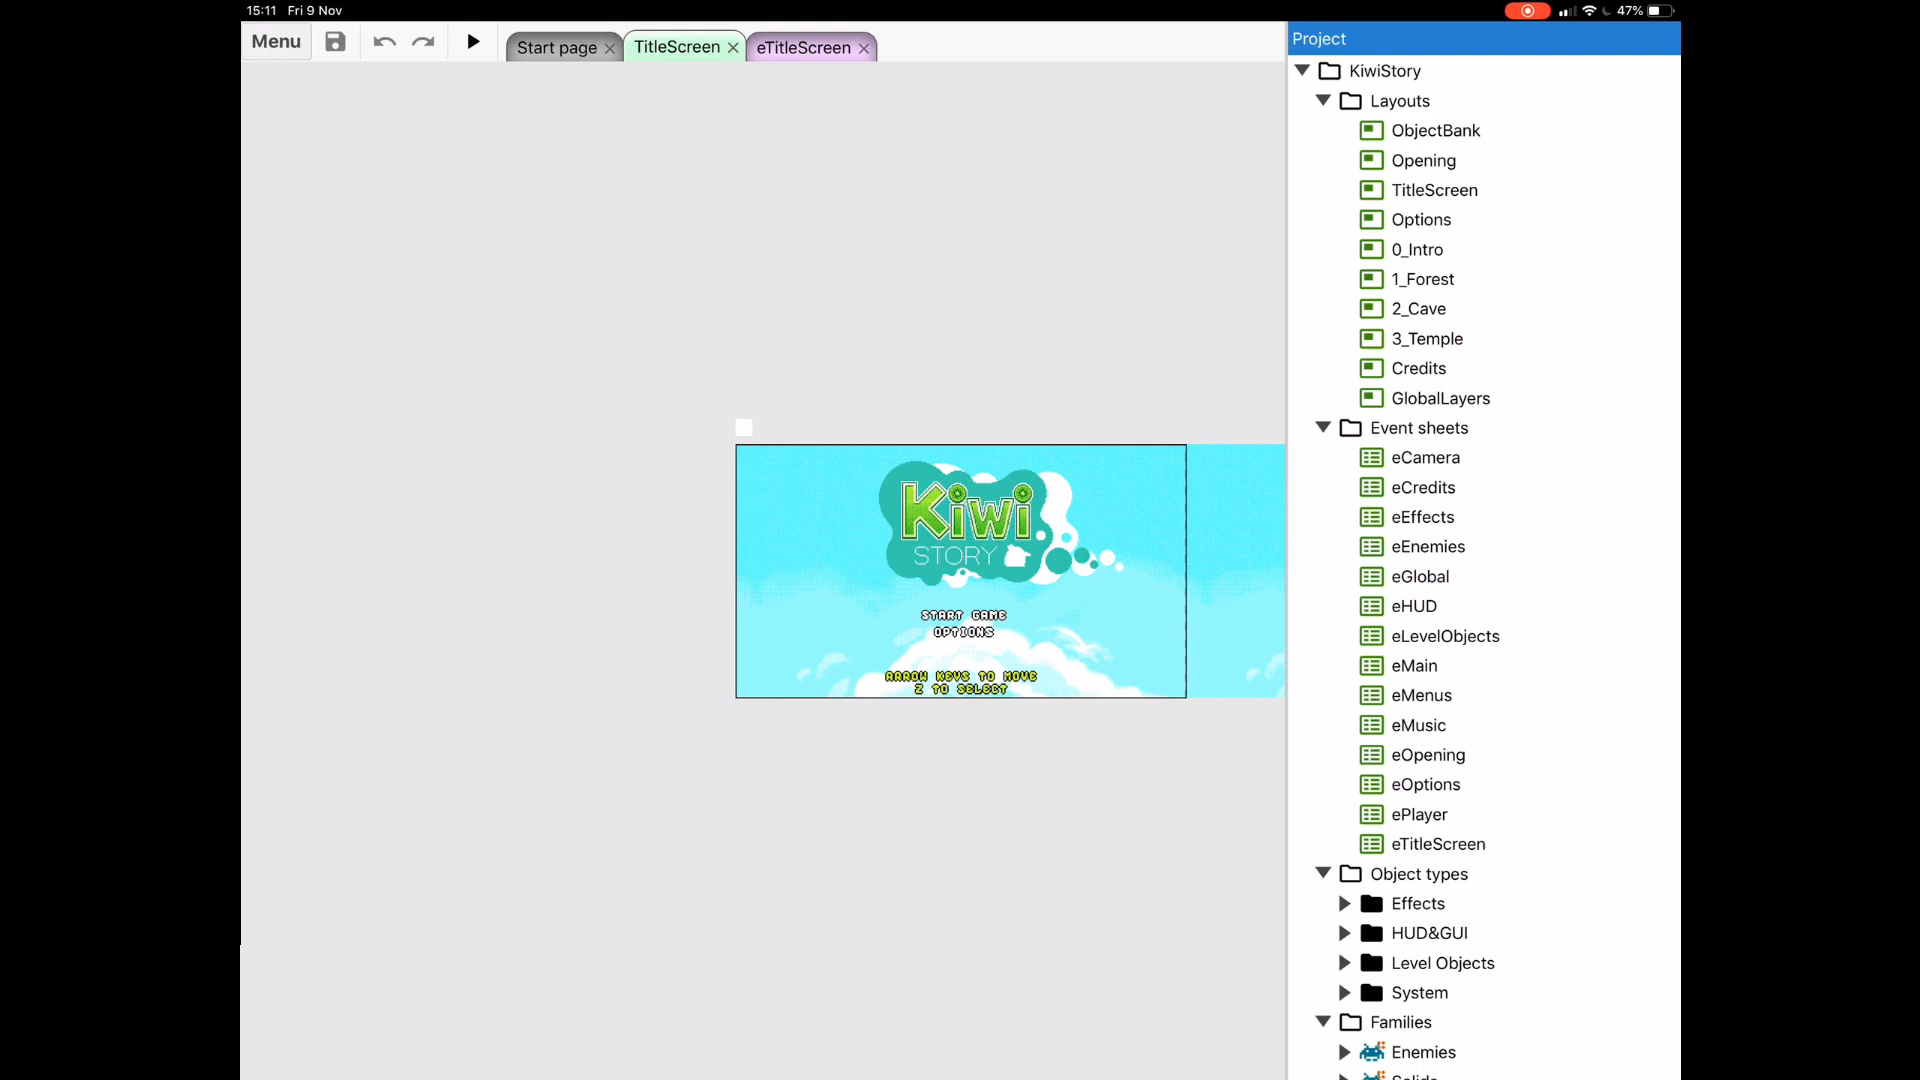 15:11 Fri 9 Nov
47%
Menu
Start page
TitleScreen
eTitleScreen
Project
KiwiStory
Layouts
ObjectBank
Opening
TitleScreen
Options
0_Intro
1_Forest
2_Cave
3_Temple
Credits
GlobalLayers
Event sheets
eCamera
eCredits
eEffects
eEnemies
eGlobal
eHUD
eLevelObjects
eMain
eMenus
eMusic
eOpening
eOptions
ePlayer
eTitleScreen
Object types
Effects
HUD&GUI
Level Objects
System
Families
Enemies
Kiwi
STORY
START GAME
OPTIONS
ARROW KEYS TO MOVE
Z TO SELECT